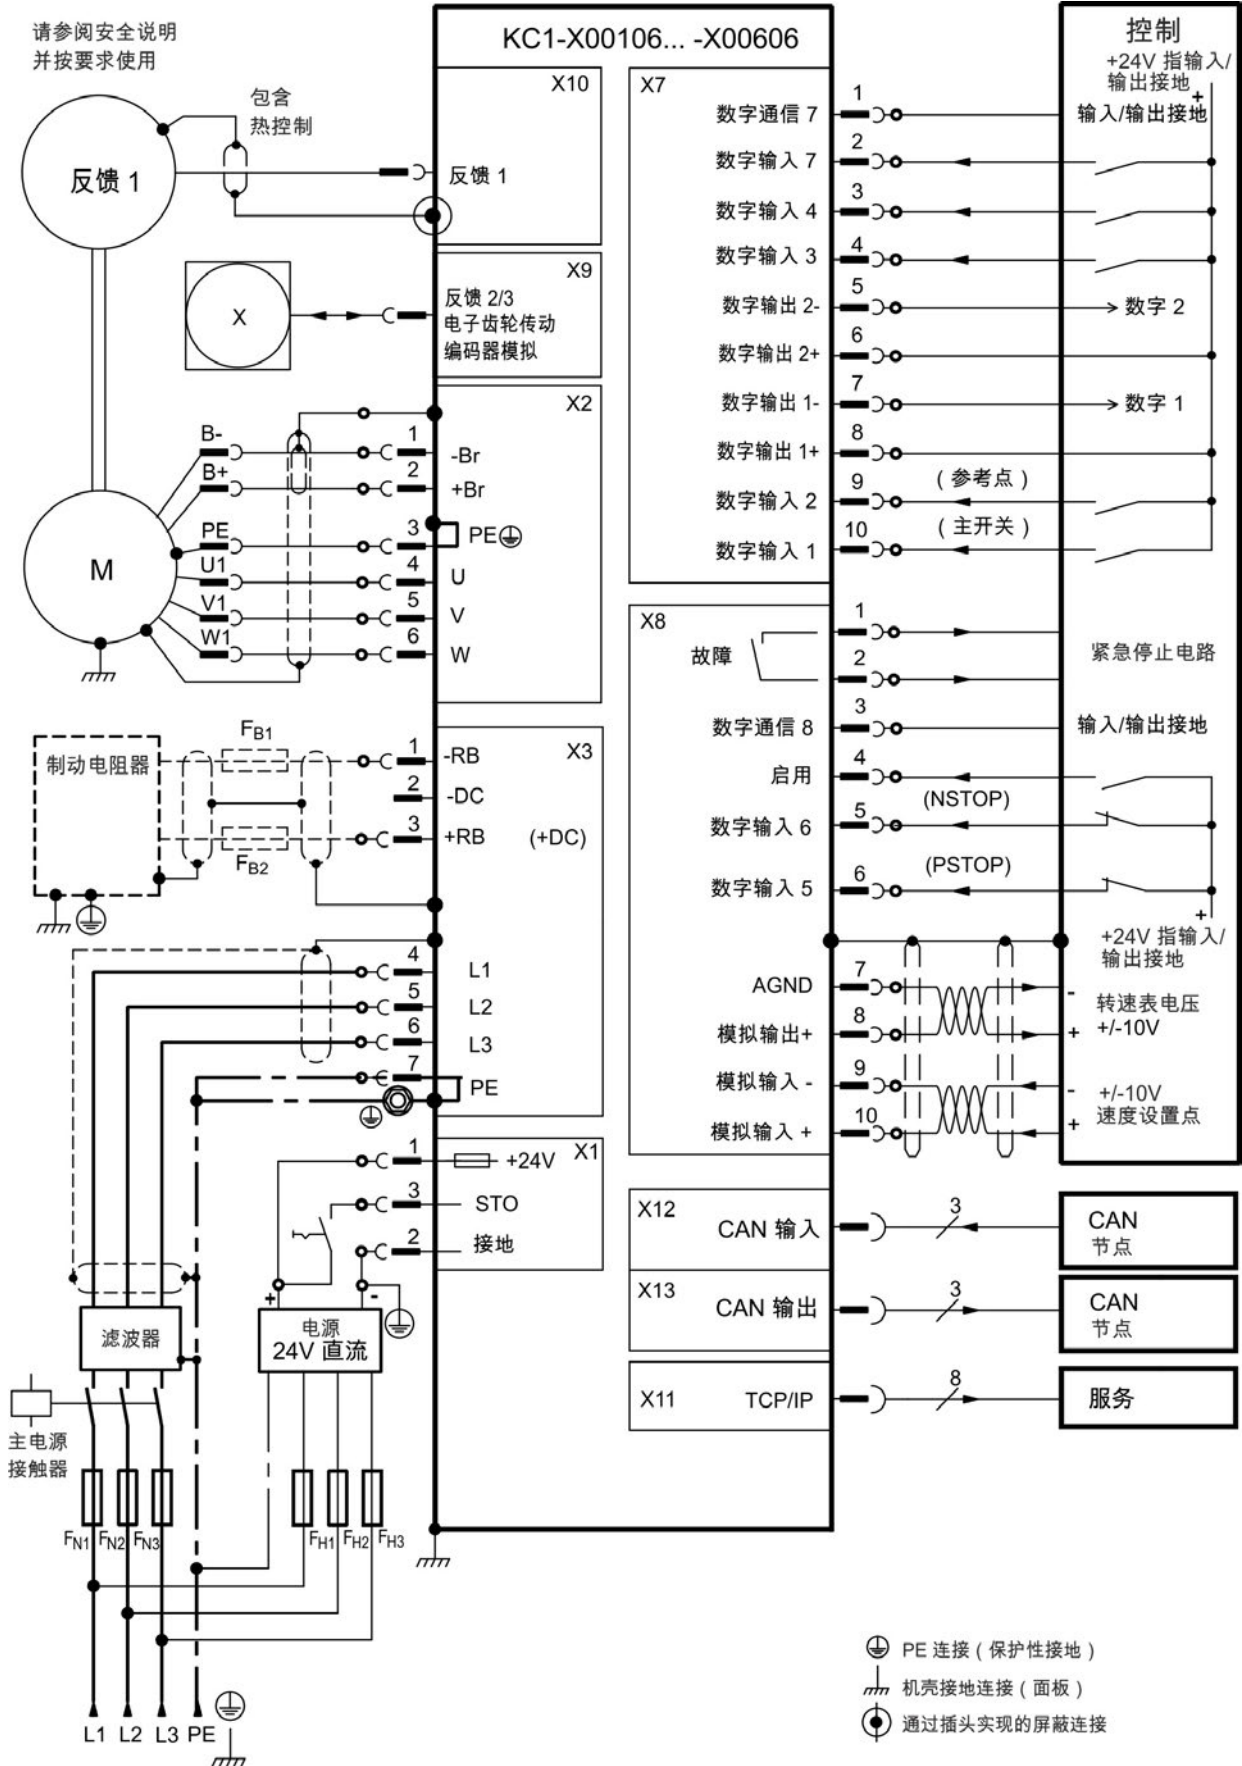 请参阅安全说明
并按要求使用
KC1-X00106... -X00606
包含
热控制
反馈 1
X10
反馈 1
X
X9
反馈 2/3
电子齿轮传动
编码器模拟
X2
B-
1
-Br
B+
2
+Br
PE
3
PE
M
U1
4
U
V1
5
V
W1
6
W
制动电阻器
FB1
FB2
X3
1
-RB
2
-DC
3
+RB
(+DC)
4
L1
5
L2
6
L3
7
PE
X1
1
+24V
3
STO
2
接地
+
-
电源
24V 直流
滤波器
主电源
接触器
FN1
FN2
FN3
FH1
FH2
FH3
L1
L2
L3
PE
X7
数字通信 7
1
数字输入 7
2
数字输入 4
3
数字输入 3
4
数字输出 2-
5
数字输出 2+
6
数字输出 1-
7
数字输出 1+
8
数字输入 2
9
(参考点)
数字输入 1
10
(主开关)
控制
+24V 指输入/
输出接地
+
输入/输出接地
数字 2
数字 1
X8
故障
1
2
紧急停止电路
数字通信 8
3
输入/输出接地
启用
4
(NSTOP)
数字输入 6
5
(PSTOP)
数字输入 5
6
+
+24V 指输入/
输出接地
AGND
7
-
转速表电压
模拟输出+
8
+
+/-10V
模拟输入 -
9
-
+/-10V
速度设置点
模拟输入 +
10
+
X12
CAN 输入
3
CAN
节点
X13
CAN 输出
3
CAN
节点
X11
TCP/IP
8
服务
PE 连接(保护性接地)
机壳接地连接(面板)
通过插头实现的屏蔽连接